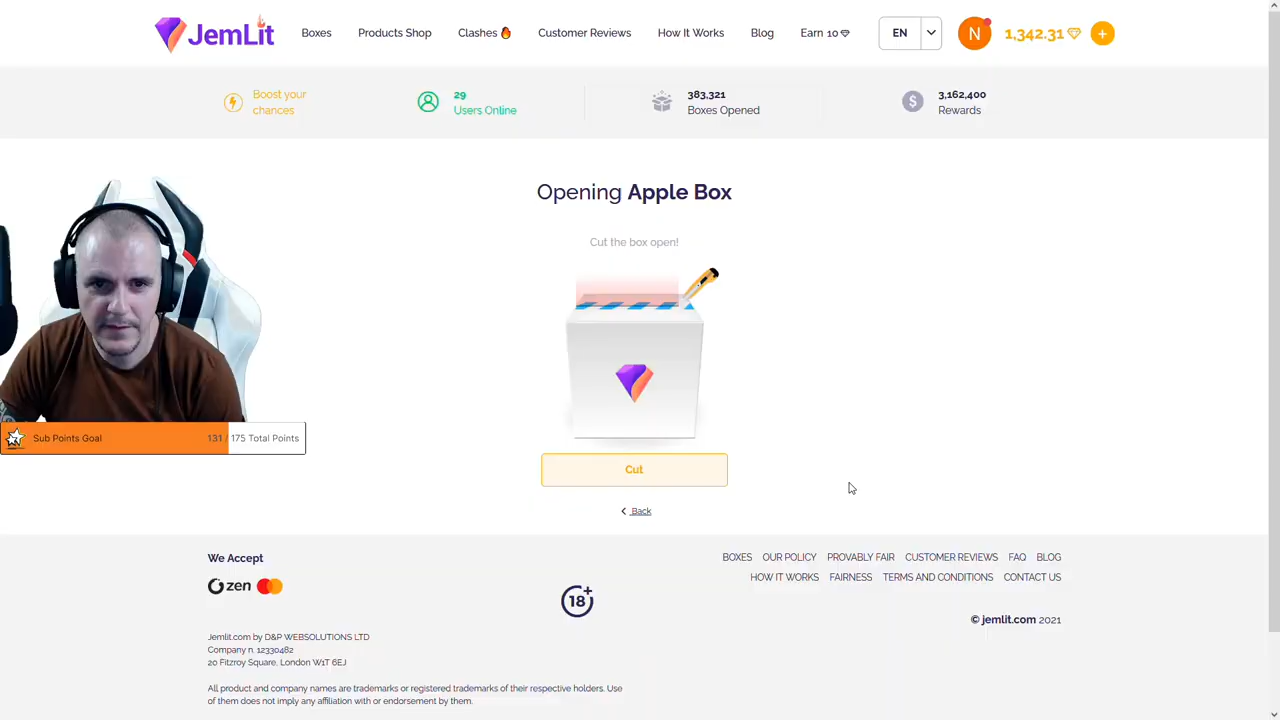 JemLit
Boxes
Products Shop
Clashes
Customer Reviews
How It Works
Blog
Earn 10
EN
N
1,342.31
+
Boost your
chances
29
Users Online
383,321
Boxes Opened
$
3,162,400
Rewards
Opening Apple Box
Cut the box open!
Sub Points Goal
131 / 175 Total Points
Cut
Back
We Accept
zen
18+
BOXES
OUR POLICY
PROVABLY FAIR
CUSTOMER REVIEWS
FAQ
BLOG
HOW IT WORKS
FAIRNESS
TERMS AND CONDITIONS
CONTACT US
© jemlit.com 2021
Jemlit.com by D&P WEBSOLUTIONS LTD
Company n. 12330482
20 Fitzroy Square, London W1T 6EJ
All product and company names are trademarks or registered trademarks of their respective holders. Use
of them does not imply any affiliation with or endorsement by them.